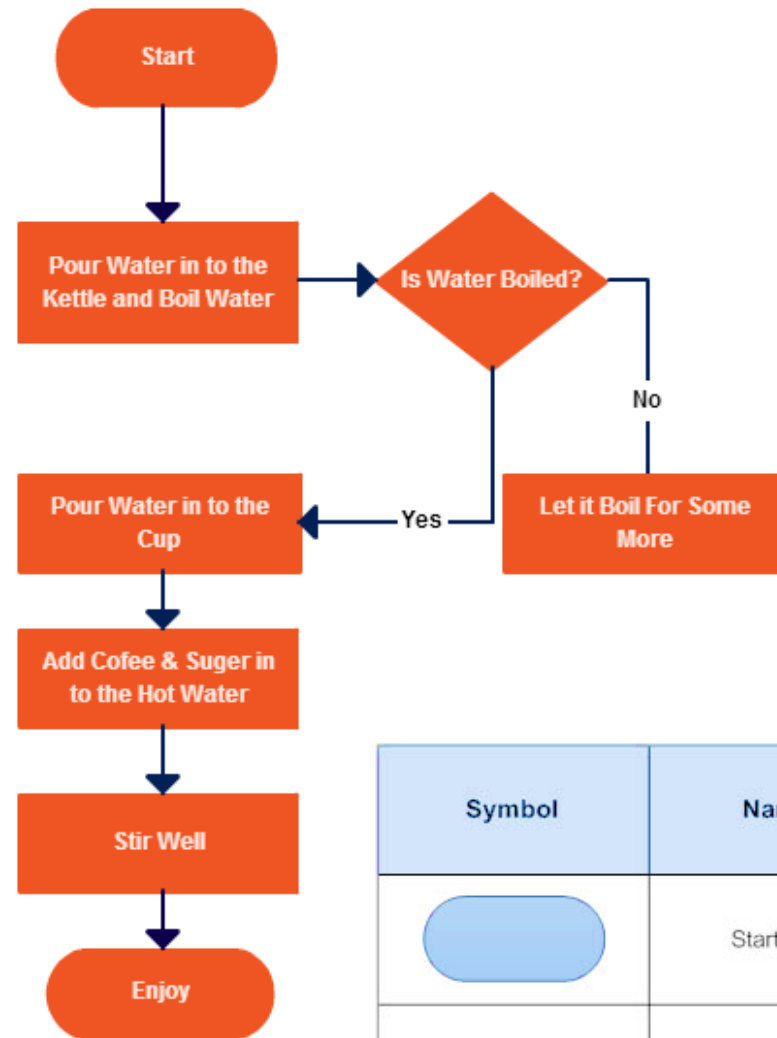 Start
Pour Water in to the
Kettle and Boil Water
Is Water Boiled?
No
Yes
Pour Water in to the
Cup
Let it Boil For Some
More
Add Cofee & Suger in
to the Hot Water
Stir Well
Enjoy
Symbol
Start